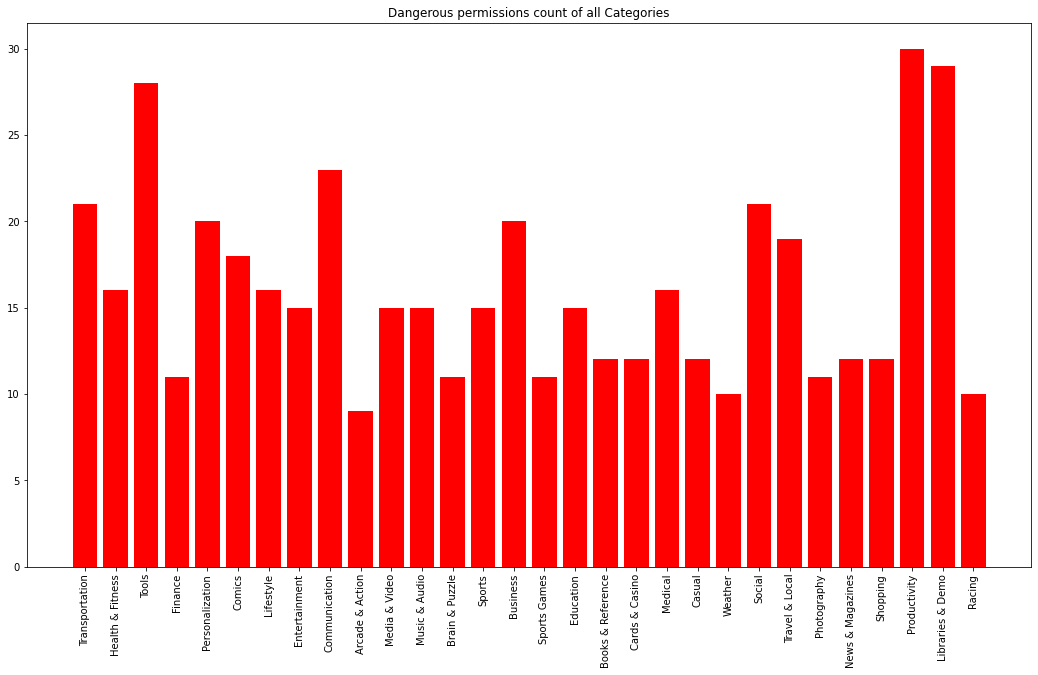 Dangerous permissions count of all Categories
30
25
20
15
10
5
0
Transportation
Health & Fitness
Tools
Finance
Personalization
Comics
Lifestyle
Entertainment
Communication
Arcade & Action
Media & Video
Music & Audio
Brain & Puzzle
Sports
Business
Sports Games
Education
Books & Reference
Cards & Casino
Medical
Casual
Weather
Social
Travel & Local
Photography
News & Magazines
Shopping
Productivity
Libraries & Demo
Racing